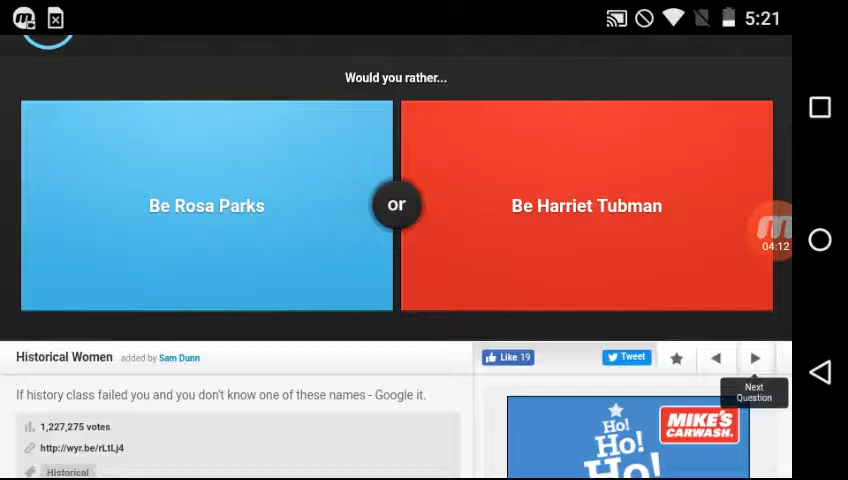 5:21
Would you rather...
Be Rosa Parks
or
Be Harriet Tubman
04:12
Historical Women added by Sam Dunn
Like 19
Tweet
If history class failed you and you don't know one of these names - Google it.
Next
Question
1,227,275 votes
http://wyr.be/rLtLj4
Historical
Ho!
Ho!
Ho!
MIKE'S
CARWASH.